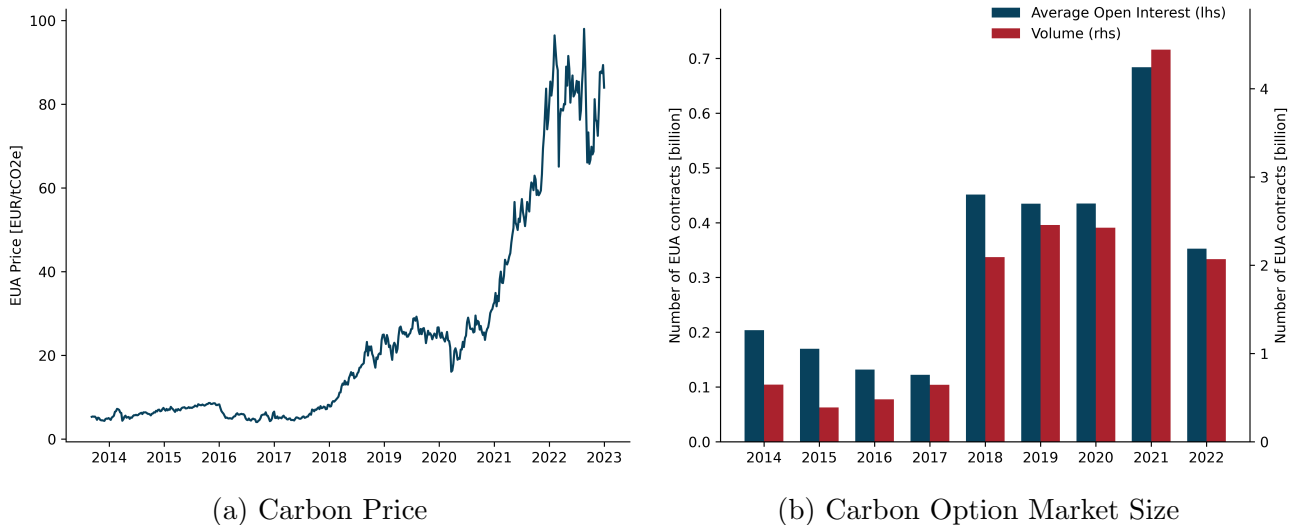 EUA Price [EUR/tCO2e]
100
80
60
40
20
0
2014 2015 2016 2017 2018 2019 2020 2021 2022 2023
(a) Carbon Price
Average Open Interest (lhs)
Volume (rhs)
Number of EUA contracts [billion]
0.7
0.6
0.5
0.4
0.3
0.2
0.1
0.0
4
3
2
1
0
Number of EUA contracts [billion]
2014 2015 2016 2017 2018 2019 2020 2021 2022
(b) Carbon Option Market Size